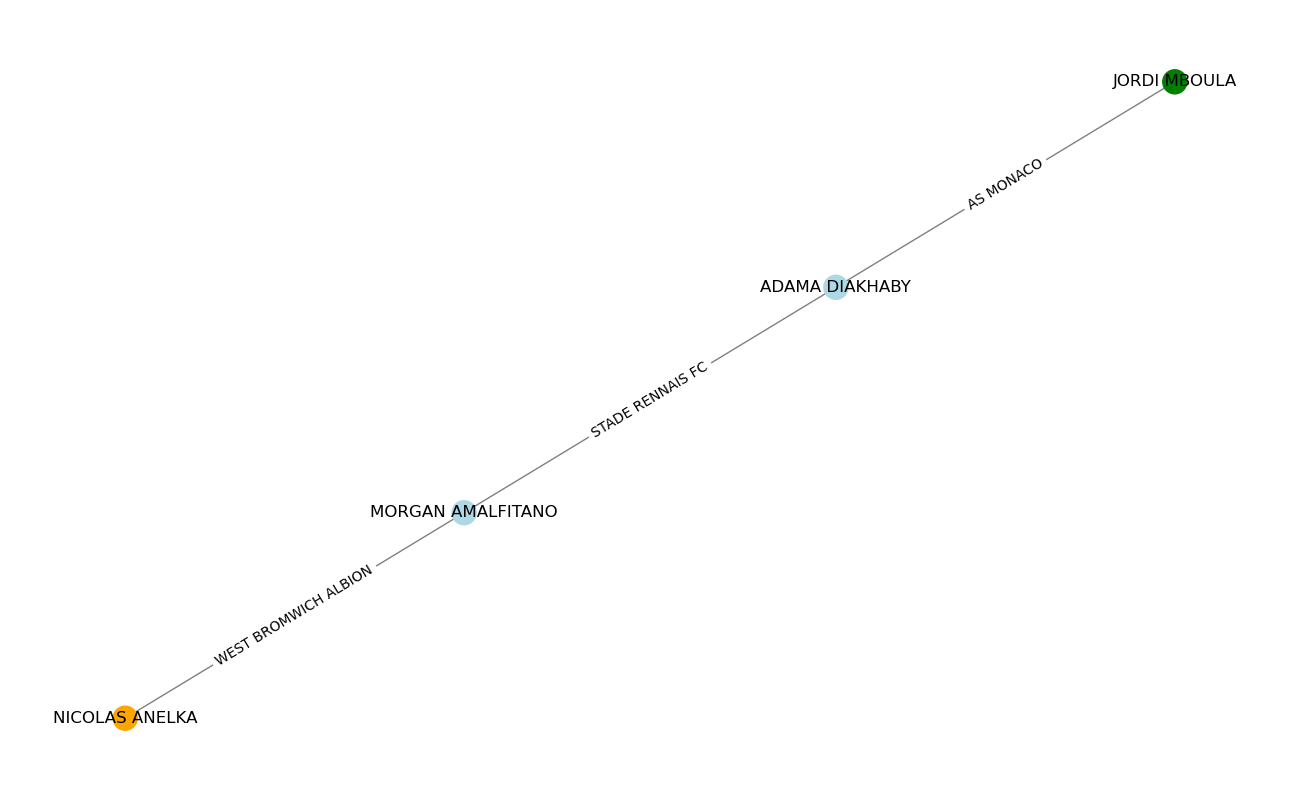 JORDI MBOULA
AS MONACO
ADAMA DIAKHABY
STADE RENNAIS FC
MORGAN AMALFITANO
WEST BROMWICH ALBION
NICOLAS ANELKA